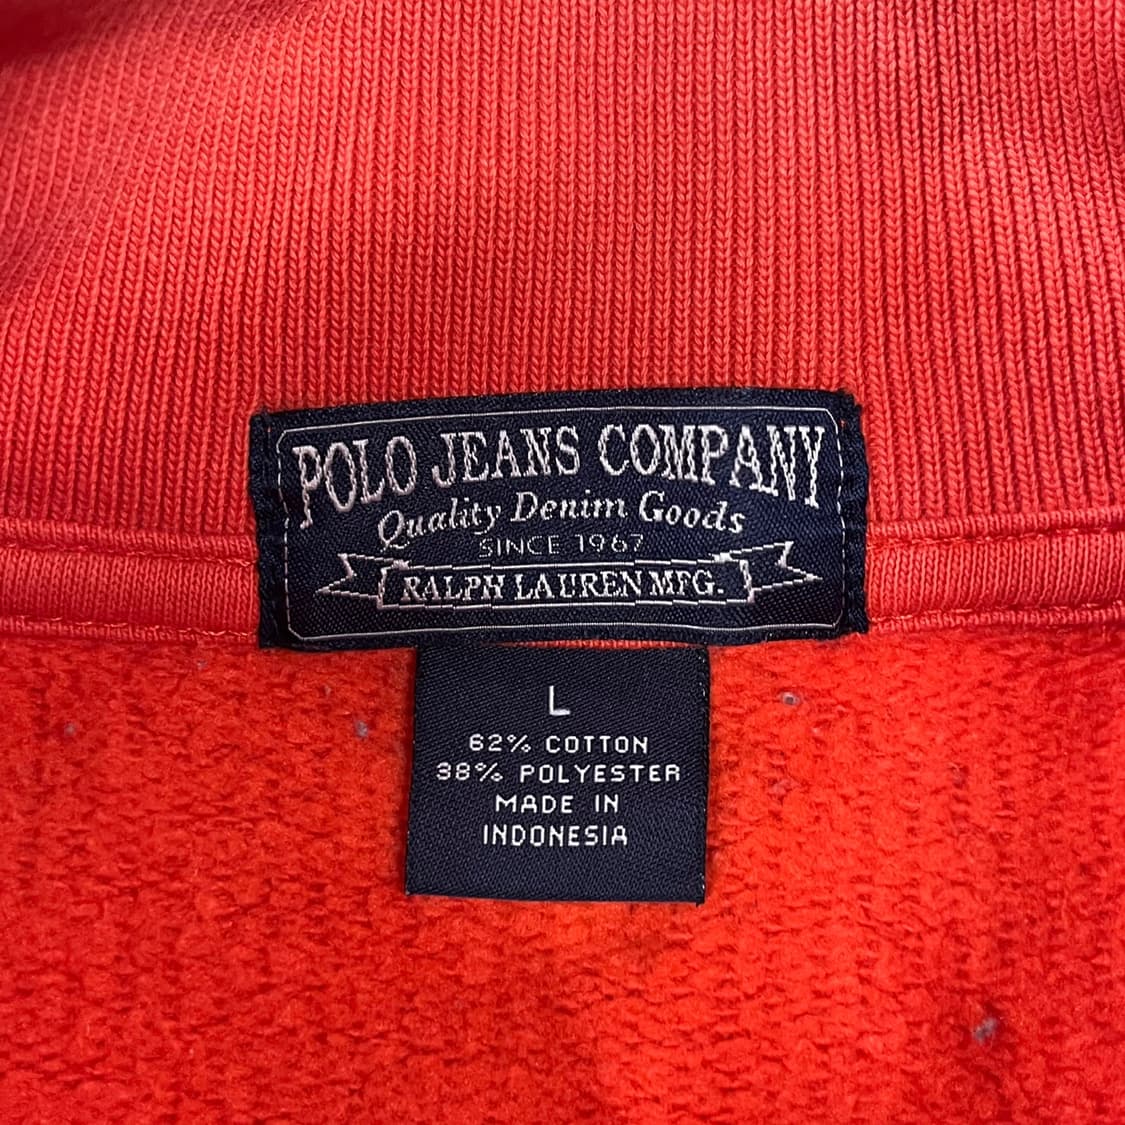 POLO JEANS COMPANY
Quality Denim Goods
SINCE 1967
RALPH LAUREN MFG.
L
62% COTTON
38% POLYESTER
MADE IN
INDONESIA